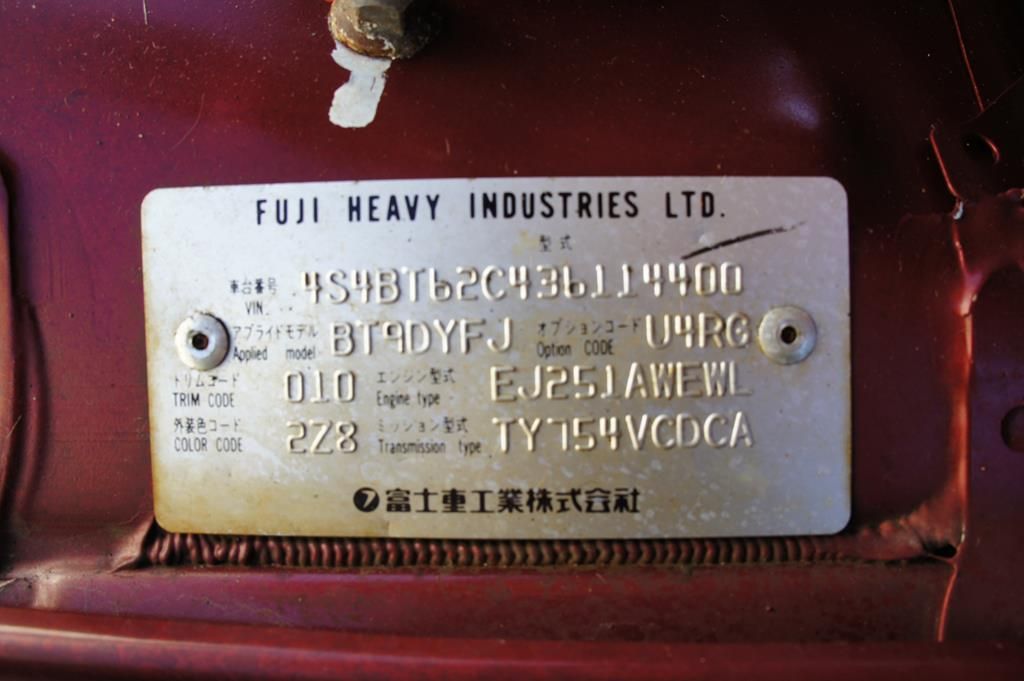 FUJI HEAVY INDUSTRIES LTD.
型式
車台番号 VIN. 4S4BT62C436114400
アプライドモデル Applied model BT9DYFJ オプションコード Option CODE U4RG
トリムコード TRIM CODE 010 エンジン型式 Engine type EJ251AWEWL
外装色コード COLOR CODE 2Z8 ミッション型式 Transmission type TY754VCDCA
富士重工業株式会社